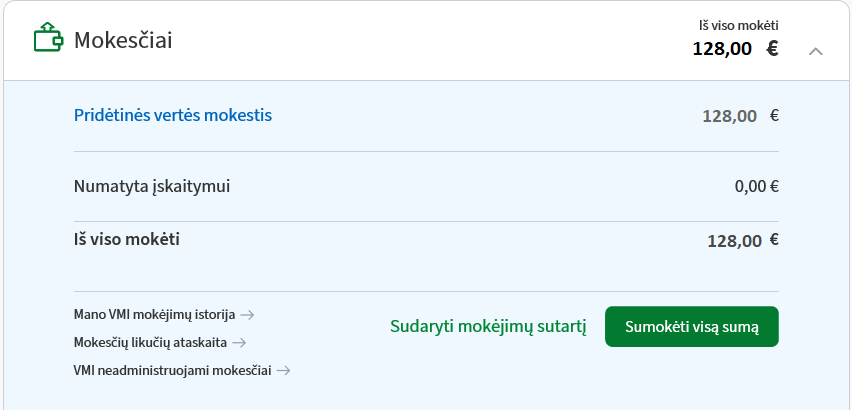 Mokesčiai
Iš viso mokėti
128,00 €
Pridėtinės vertės mokestis 128,00 €
Numatyta įskaitymui 0,00 €
Iš viso mokėti 128,00 €
Mano VMI mokėjimų istorija →
Mokesčių likučių ataskaita →
VMI neadministruojami mokesčiai →
Sudaryti mokėjimų sutartį
Sumokėti visą sumą